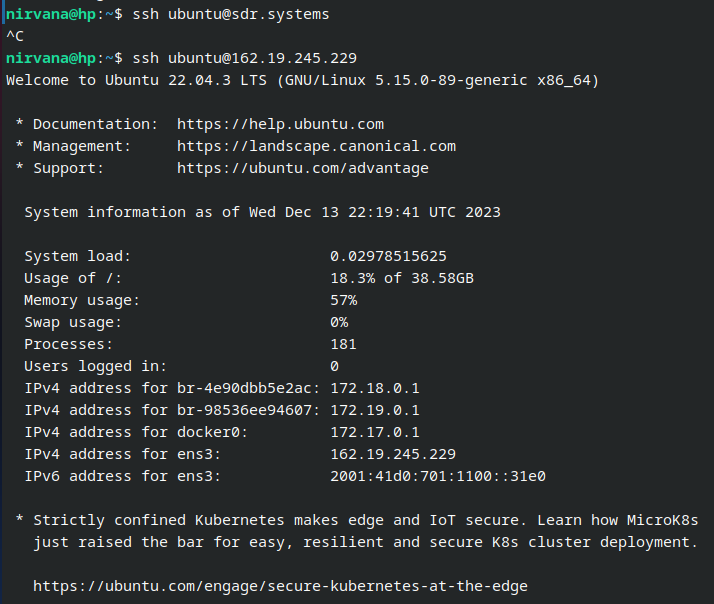 nirvana@hp:~$ ssh ubuntu@sdr.systems
^C
nirvana@hp:~$ ssh ubuntu@162.19.245.229
Welcome to Ubuntu 22.04.3 LTS (GNU/Linux 5.15.0-89-generic x86_64)

 * Documentation:  https://help.ubuntu.com
 * Management:     https://landscape.canonical.com
 * Support:        https://ubuntu.com/advantage

  System information as of Wed Dec 13 22:19:41 UTC 2023

  System load:                      0.02978515625
  Usage of /:                       18.3% of 38.58GB
  Memory usage:                     57%
  Swap usage:                       0%
  Processes:                        181
  Users logged in:                  0
  IPv4 address for br-4e90dbb5e2ac: 172.18.0.1
  IPv4 address for br-98536ee94607: 172.19.0.1
  IPv4 address for docker0:         172.17.0.1
  IPv4 address for ens3:            162.19.245.229
  IPv6 address for ens3:            2001:41d0:701:1100::31e0

 * Strictly confined Kubernetes makes edge and IoT secure. Learn how MicroK8s
   just raised the bar for easy, resilient and secure K8s cluster deployment.

   https://ubuntu.com/engage/secure-kubernetes-at-the-edge